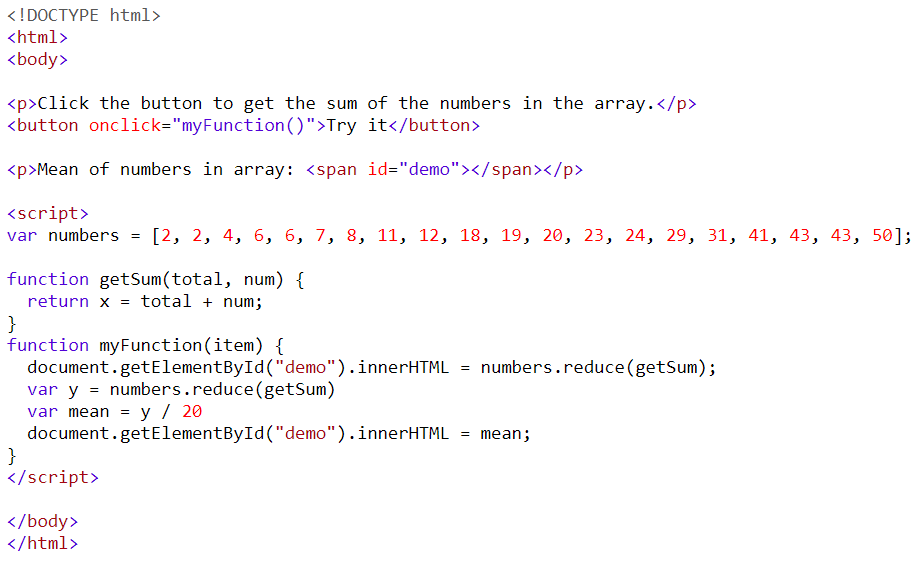 <!DOCTYPE html>
<html>
<body>

<p>Click the button to get the sum of the numbers in the array.</p>
<button onclick="myFunction()">Try it</button>

<p>Mean of numbers in array: <span id="demo"></span></p>

<script>
var numbers = [2, 2, 4, 6, 6, 7, 8, 11, 12, 18, 19, 20, 23, 24, 29, 31, 41, 43, 43, 50];

function getSum(total, num) {
  return x = total + num;
}
function myFunction(item) {
  document.getElementById("demo").innerHTML = numbers.reduce(getSum);
  var y = numbers.reduce(getSum)
  var mean = y / 20
  document.getElementById("demo").innerHTML = mean;
}
</script>

</body>
</html>